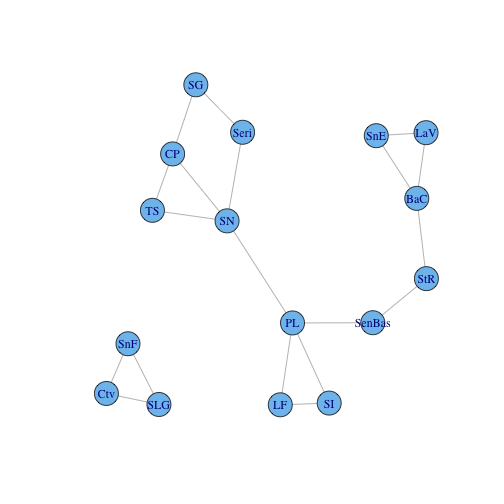 SG
Seri
SnE
LaV
CP
BaC
TS
SN
StR
PL
SenBas
SnF
Ctv
SLG
LF
SI